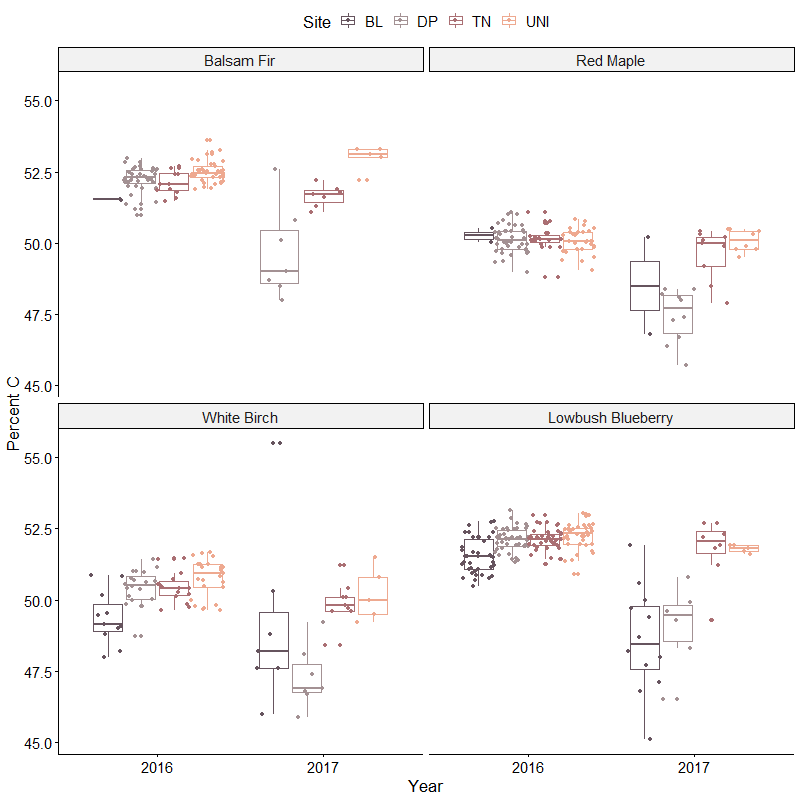 Site BL DP TN UNI
Balsam Fir Red Maple
55.0
52.5
50.0
47.5
45.0
Percent C
White Birch Lowbush Blueberry
55.0
52.5
50.0
47.5
45.0
2016 2017 2016 2017
Year